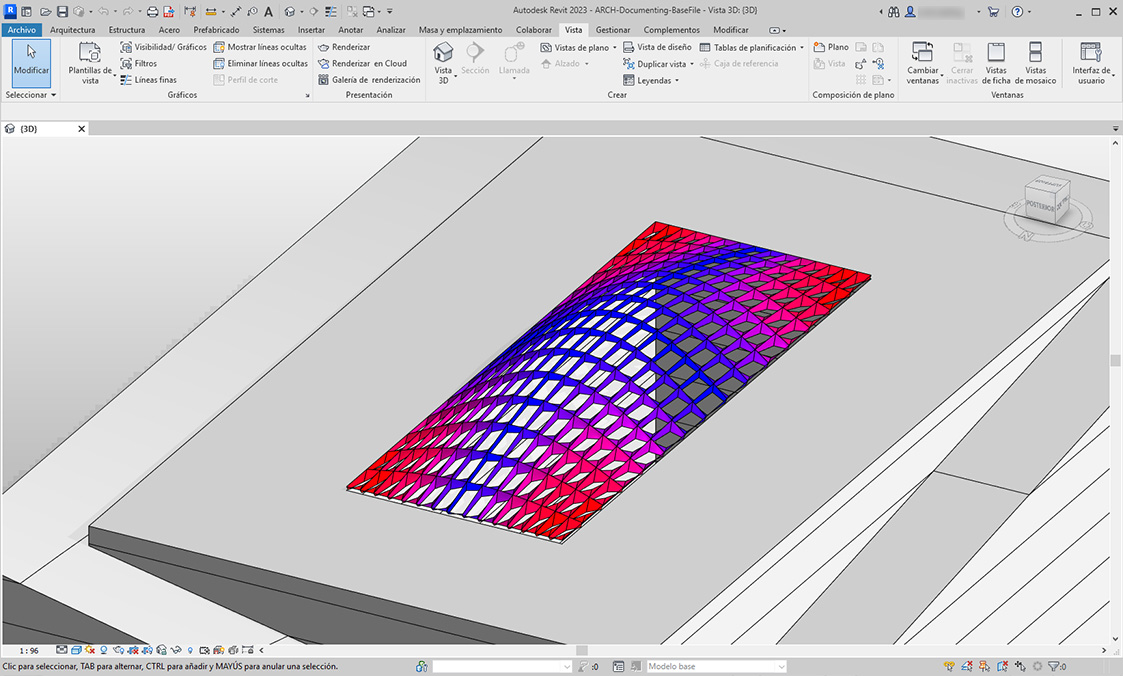 Autodesk Revit 2023 - ARCH-Documenting-BaseFile - Vista 3D: {3D}
Archivo Arquitectura Estructura Acero Prefabricado Sistemas Insertar Anotar Analizar Masa y emplazamiento Colaborar Vista Gestionar Complementos Modificar
Modificar
Seleccionar
Plantillas de vista
Visibilidad/ Gráficos
Filtros
Líneas finas
Mostrar líneas ocultas
Eliminar líneas ocultas
Perfil de corte
Gráficos
Renderizar
Renderizar en Cloud
Galería de renderización
Presentación
Vista 3D
Sección
Llamada
Vistas de plano
Alzado
Vista de diseño
Duplicar vista
Leyendas
Tablas de planificación
Caja de referencia
Crear
Plano
Vista
Composición de plano
Cambiar ventanas
Cerrar inactivas
Vistas de ficha
Vistas de mosaico
Ventanas
Interfaz de usuario
{3D}
POSTERIOR
1 : 96
Clic para seleccionar, TAB para alternar, CTRL para añadir y MAYÚS para anular una selección.
:0
Modelo base
:0